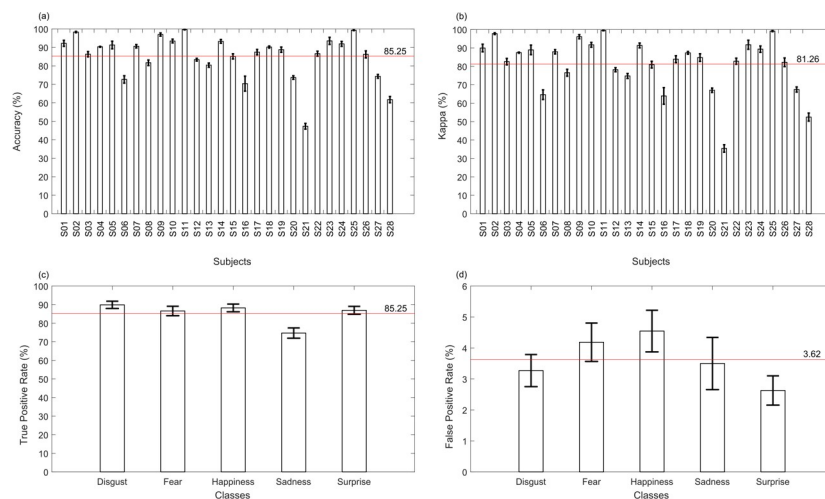 (a)
100
90
80
70
60
50
40
30
20
10
0
Accuracy (%)
85.25
S01 S02 S03 S04 S05 S06 S07 S08 S09 S10 S11 S12 S13 S14 S15 S16 S17 S18 S19 S20 S21 S22 S23 S24 S25 S26 S27 S28
Subjects
(b)
100
90
80
70
60
50
40
30
20
10
0
Kappa (%)
81.26
S01 S02 S03 S04 S05 S06 S07 S08 S09 S10 S11 S12 S13 S14 S15 S16 S17 S18 S19 S20 S21 S22 S23 S24 S25 S26 S27 S28
Subjects
(c)
100
90
80
70
60
50
40
30
20
10
0
True Positive Rate (%)
85.25
Disgust Fear Happiness Sadness Surprise
Classes
(d)
6
5
4
3
2
1
0
False Positive Rate (%)
3.62
Disgust Fear Happiness Sadness Surprise
Classes